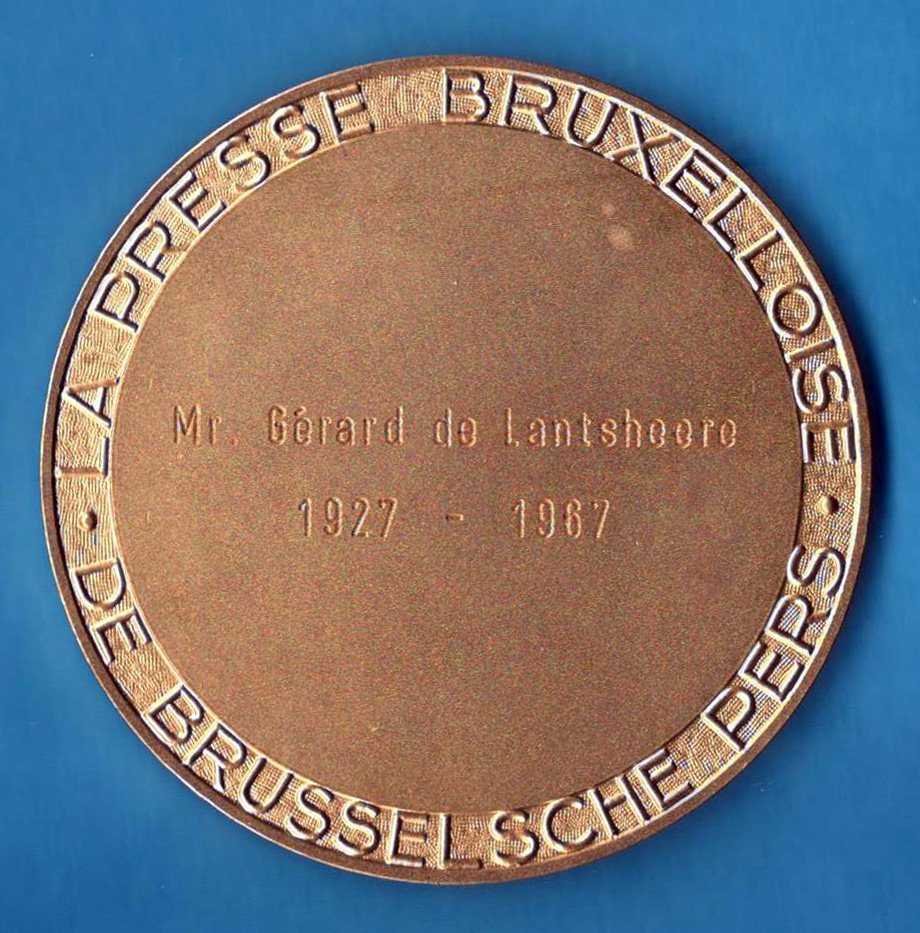 LA PRESSE BRUXELLOISE
Mr. Gérard de Lantsheere
1927 - 1967
DE BRUSSELSCHE PERS